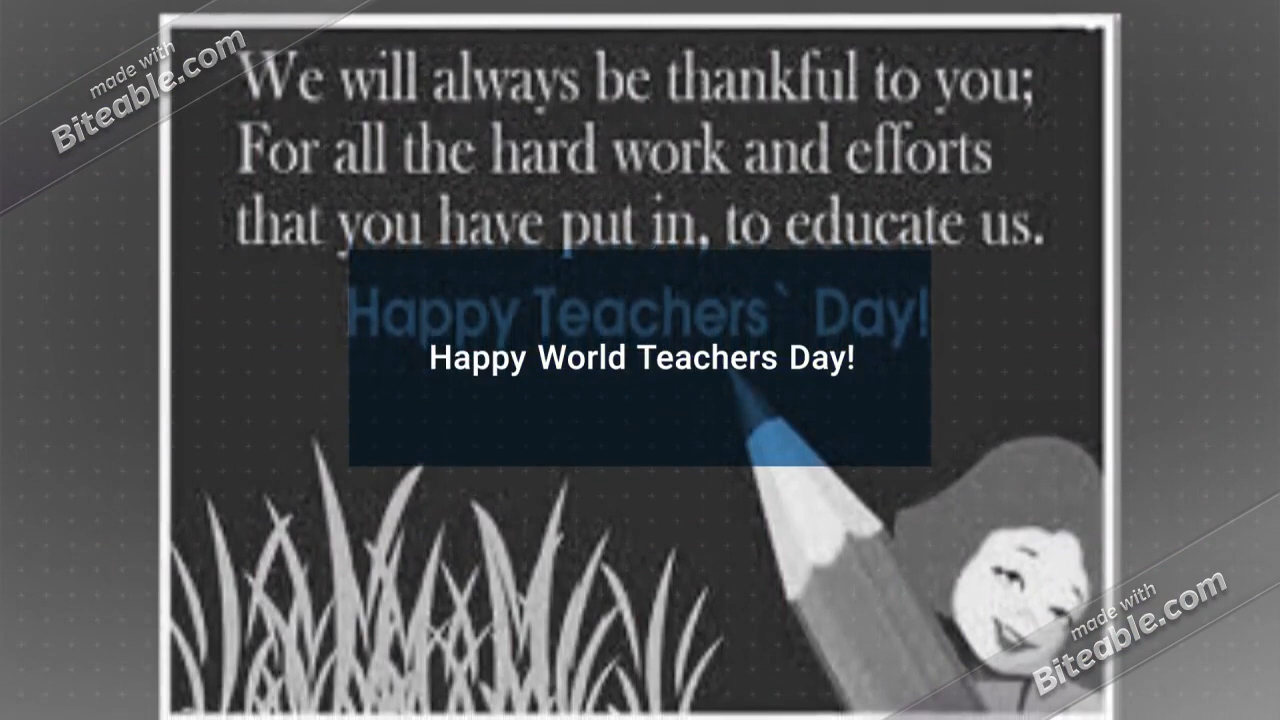 made with
Biteable.com
We will always be thankful to you;
For all the hard work and efforts
that you have put in, to educate us.
Happy Teachers` Day!
Happy World Teachers Day!
made with
Biteable.com